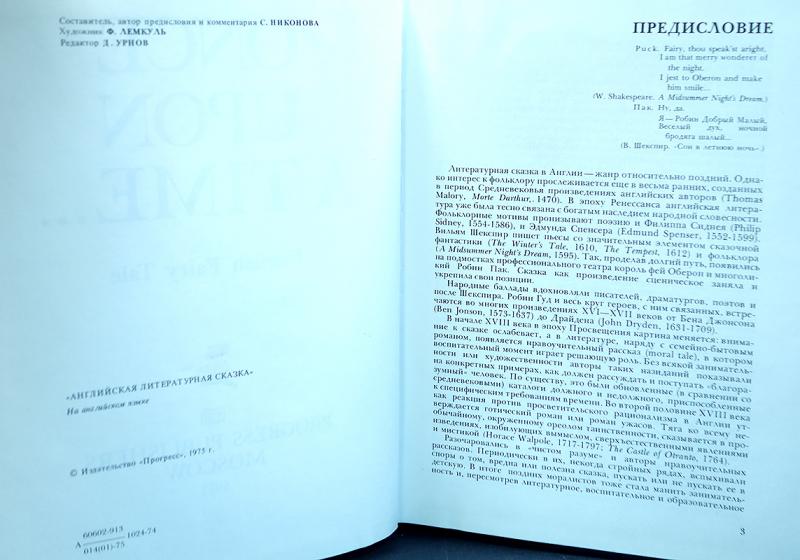 Составитель, автор предисловия и комментария С. НИКОНОВА
Художник Ф. ЛЕМКУЛЬ
Редактор Д. УРНОВ
«АНГЛИЙСКАЯ ЛИТЕРАТУРНАЯ СКАЗКА»
На английском языке
© Издательство «Прогресс», 1975 г.
60602-913
А ——— 1024-74
014(01)-75
ПРЕДИСЛОВИЕ
Puck. Fairy, thou speak'st aright,
I am that merry wonderer of
the night.
I jest to Oberon and make
him smile...
(W. Shakespeare. A Midsummer Night's Dream.)
Пак. Ну, да.
Я — Робин Добрый Малый,
Веселый дух, ночной
бродяга шалый...
(В. Шекспир. «Сон в летнюю ночь».)
Литературная сказка в Англии — жанр относительно поздний. Одна-
ко интерес к фольклору прослеживается еще в весьма ранних, созданных
в период Средневековья произведениях английских авторов (Thomas
Malory, Morte Darthur, 1470). В эпоху Ренессанса английская литера-
тура уже была тесно связана с богатым наследием народной словесности.
Фольклорные мотивы пронизывают поэзию и Филиппа Сиднея (Philip
Sidney, 1554-1586), и Эдмунда Спенсера (Edmund Spenser, 1552-1599).
Вильям Шекспир пишет пьесы со значительным элементом сказочной
фантастики (The Winter's Tale, 1610, The Tempest, 1612) и фольклора
(A Midsummer Night's Dream, 1595). Так, проделав долгий путь, появились
на подмостках профессионального театра король фей Оберон и многоли-
кий Робин Пак. Сказка как произведение сценическое заняла и
укрепила свои позиции.
Народные баллады вдохновляли писателей, драматургов, поэтов и
после Шекспира. Робин Гуд и весь круг героев, с ним связанных, встре-
чаются во многих произведениях XVI—XVII веков от Бена Джонсона
(Ben Jonson, 1573-1637) до Драйдена (John Dryden, 1631-1709).
В начале XVIII века в эпоху Просвещения картина меняется: внима-
ние к сказке ослабевает, а в литературе, наряду с семейно-бытовым
романом, появляется нравоучительный рассказ (moral tale), в котором
воспитательный момент играет решающую роль. Без всякой заниматель-
ности или художественности авторы таких назиданий показывали
на конкретных примерах, как должен рассуждать и поступать «благора-
зумный» человек. По существу, это были обновленные (в сравнении со
средневековыми) каталоги должного и недолжного, приспособленные
к специфическим требованиям времени. Во второй половине XVIII века
как реакция против просветительского рационализма в Англии ут-
верждается готический роман или роман ужасов. Тяга ко всему не-
обычайному, окруженному ореолом таинственности, сказывается в про-
изведениях, изобилующих вымыслом, сверхъестественными явлениями
и мистикой (Horace Walpole, 1717-1797; The Castle of Otranto, 1764).
Разочаровались в "чистом разуме" и авторы нравоучительных
рассказов. Периодически в их, некогда стройных рядах, вспыхивали
споры о том, вредна или полезна сказка, пускать или не пускать ее в
детскую. В итоге поздних моралистов тоже стала манить заниматель-
ность и, пересмотрев литературное, воспитательное и образовательное
3